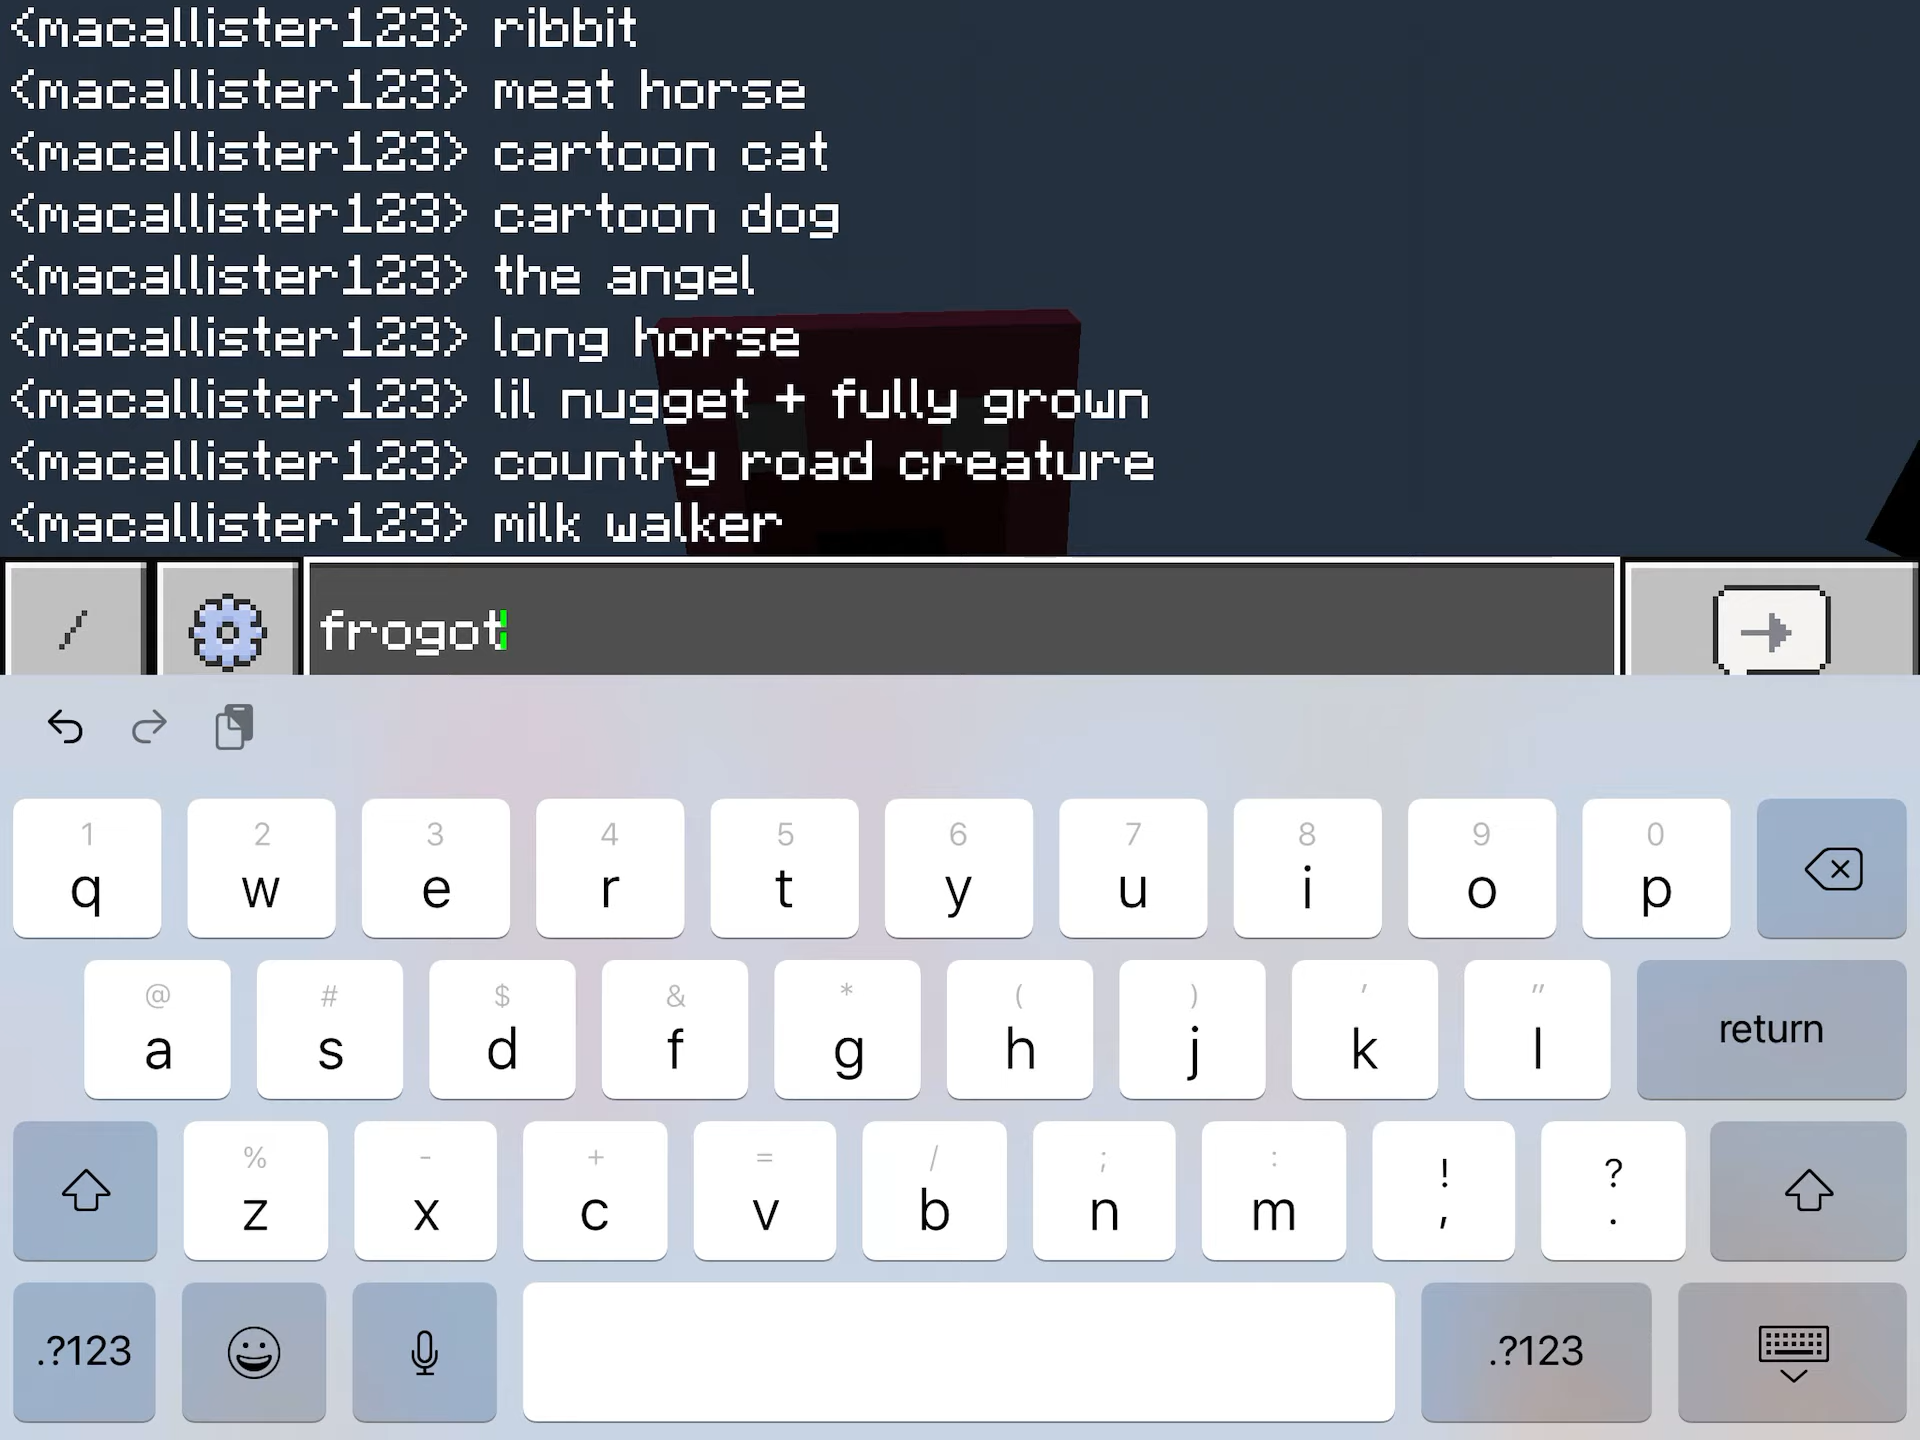 <macallister123> ribbit
<macallister123> meat horse
<macallister123> cartoon cat
<macallister123> cartoon dog
<macallister123> the angel
<macallister123> long horse
<macallister123> lil nugget + fully grown
<macallister123> country road creature
<macallister123> milk walker
/ frogot
1 2 3 4 5 6 7 8 9 0
q w e r t y u i o p
@ # $ & * ( ) ' "
a s d f g h j k l return
% - + = / ; : ! ?
z x c v b n m , .
.?123 .?123